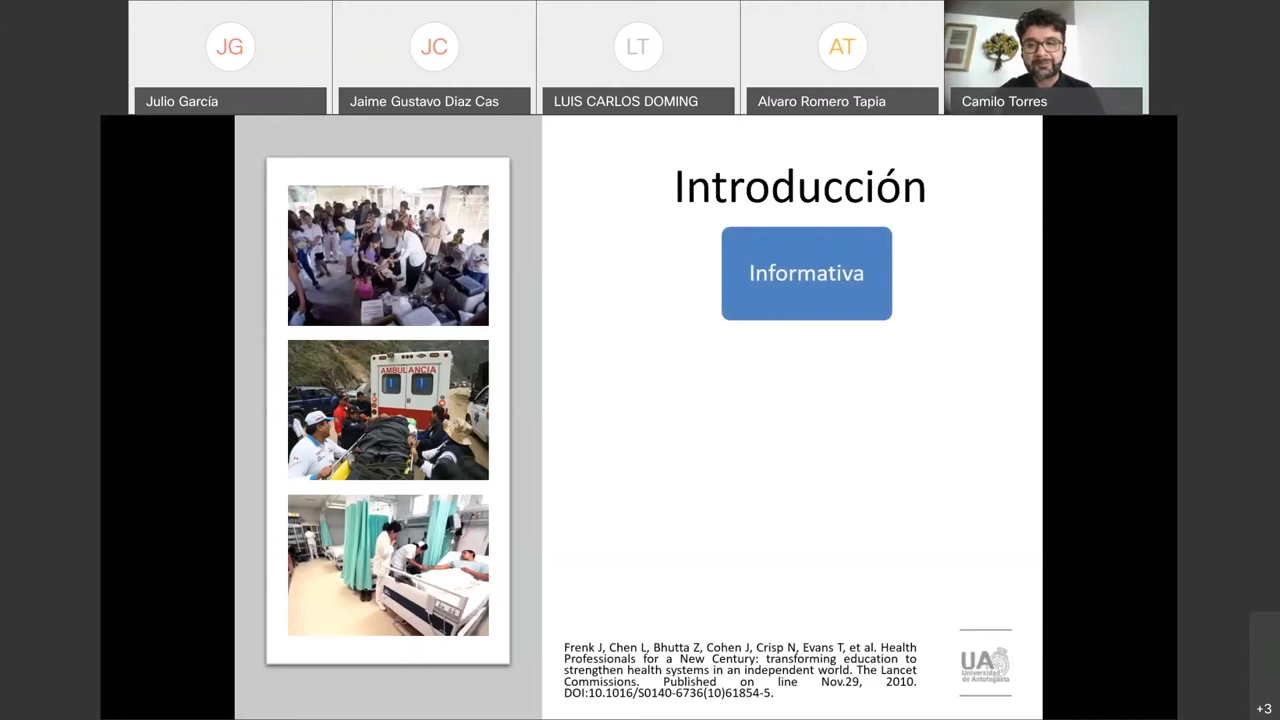 JG
JC
LT
AT
Julio García
Jaime Gustavo Diaz Cas
LUIS CARLOS DOMING
Alvaro Romero Tapia
Camilo Torres
Introducción
Informativa
AMBULANCIA
Frenk J, Chen L, Bhutta Z, Cohen J, Crisp N, Evans T, et al. Health
Professionals for a New Century: transforming education to
strengthen health systems in an independent world. The Lancet
Commissions. Published on line Nov.29, 2010.
DOI:10.1016/S0140-6736(10)61854-5.
UA
Universidad
de Antofagasta
+3